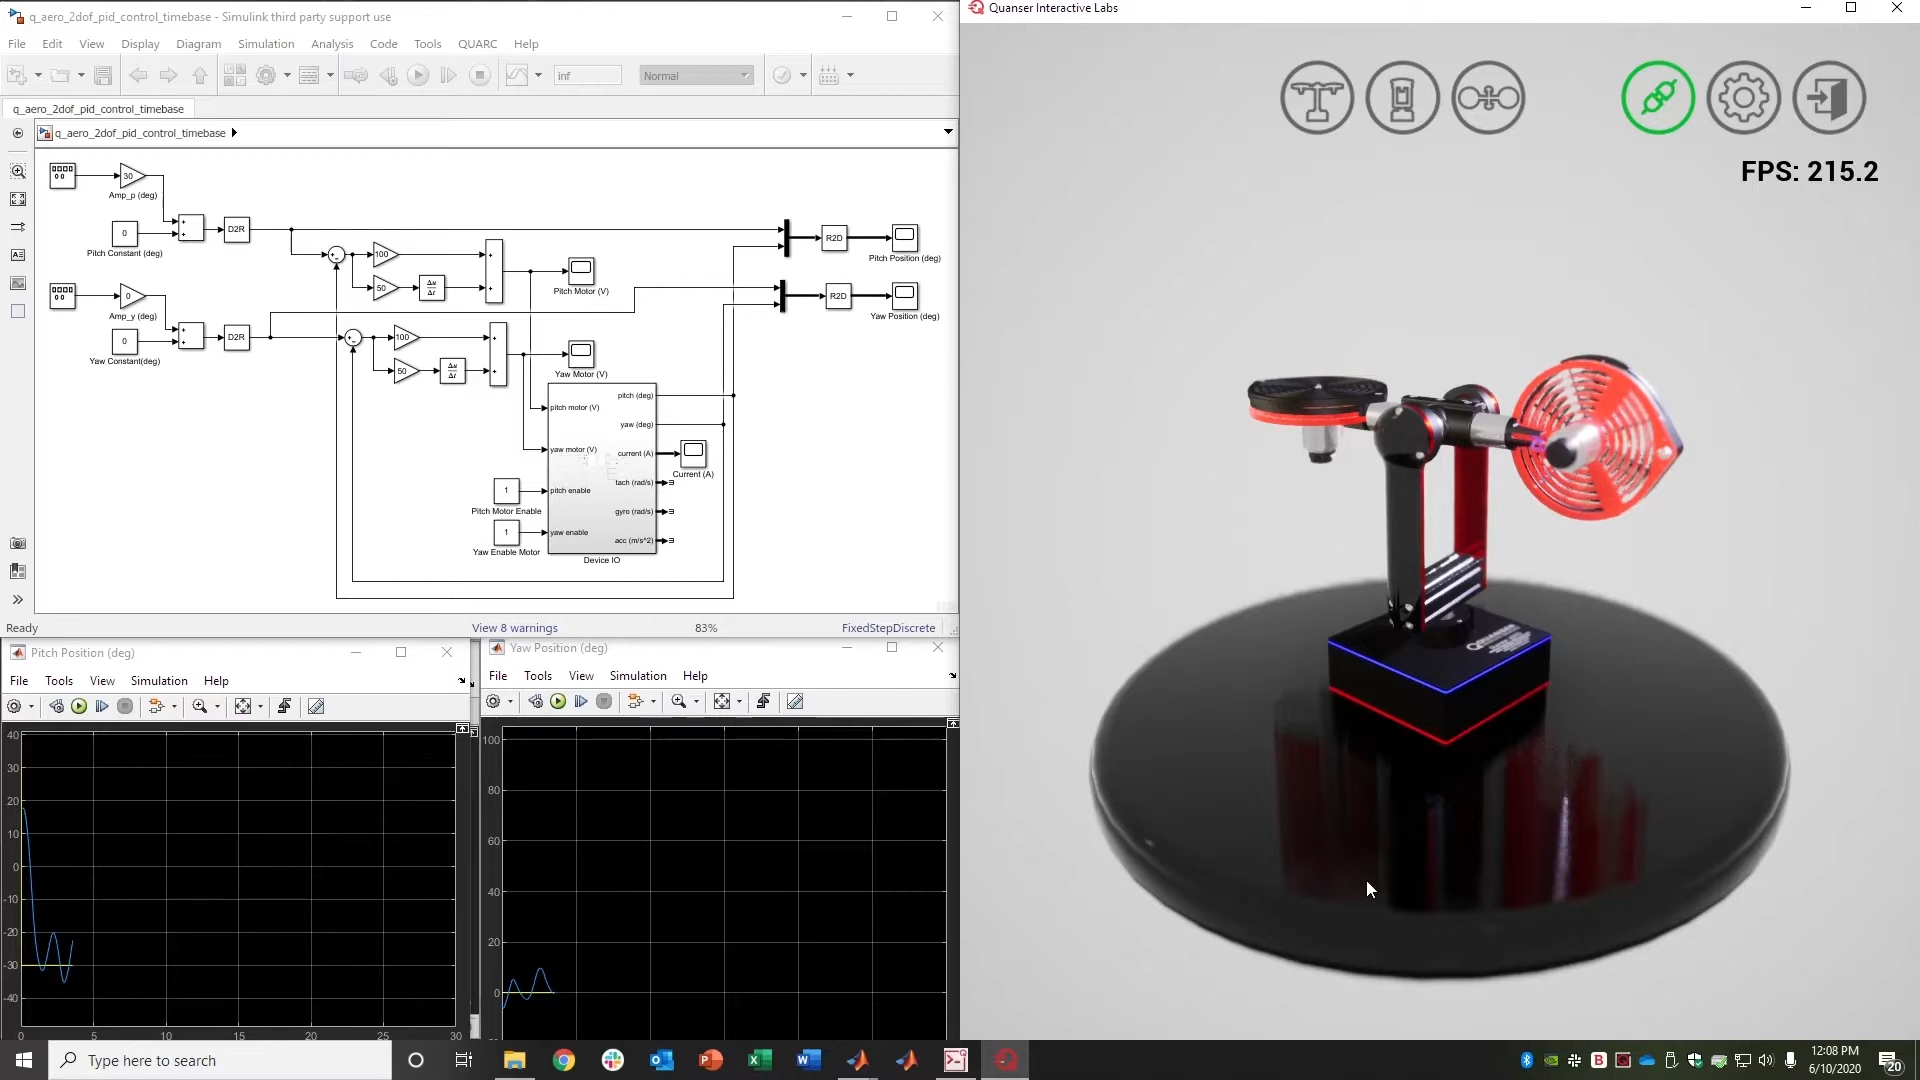 q_aero_2dof_pid_control_timebase - Simulink third party support use
File Edit View Display Diagram Simulation Analysis Code Tools QUARC Help
inf
Normal
q_aero_2dof_pid_control_timebase
q_aero_2dof_pid_control_timebase
30
Amp_p (deg)
0
Pitch Constant (deg)
D2R
0
Amp_y (deg)
0
Yaw Constant(deg)
D2R
100
50
Δu
Δt
Pitch Motor (V)
100
50
Δu
Δt
Yaw Motor (V)
R2D
Pitch Position (deg)
R2D
Yaw Position (deg)
pitch motor (V)
yaw motor (V)
pitch enable
yaw enable
pitch (deg)
yaw (deg)
current (A)
tach (rad/s)
gyro (rad/s)
acc (m/s^2)
Current (A)
1
Pitch Motor Enable
1
Yaw Enable Motor
Device IO
Ready
View 8 warnings
83%
FixedStepDiscrete
Pitch Position (deg)
File Tools View Simulation Help
40
30
20
10
0
-10
-20
-30
-40
0 5 10 15 20 25 30
Yaw Position (deg)
File Tools View Simulation Help
100
80
60
40
20
0
Quanser Interactive Labs
FPS: 215.2
QUANSER
Type here to search
12:08 PM
6/10/2020
20